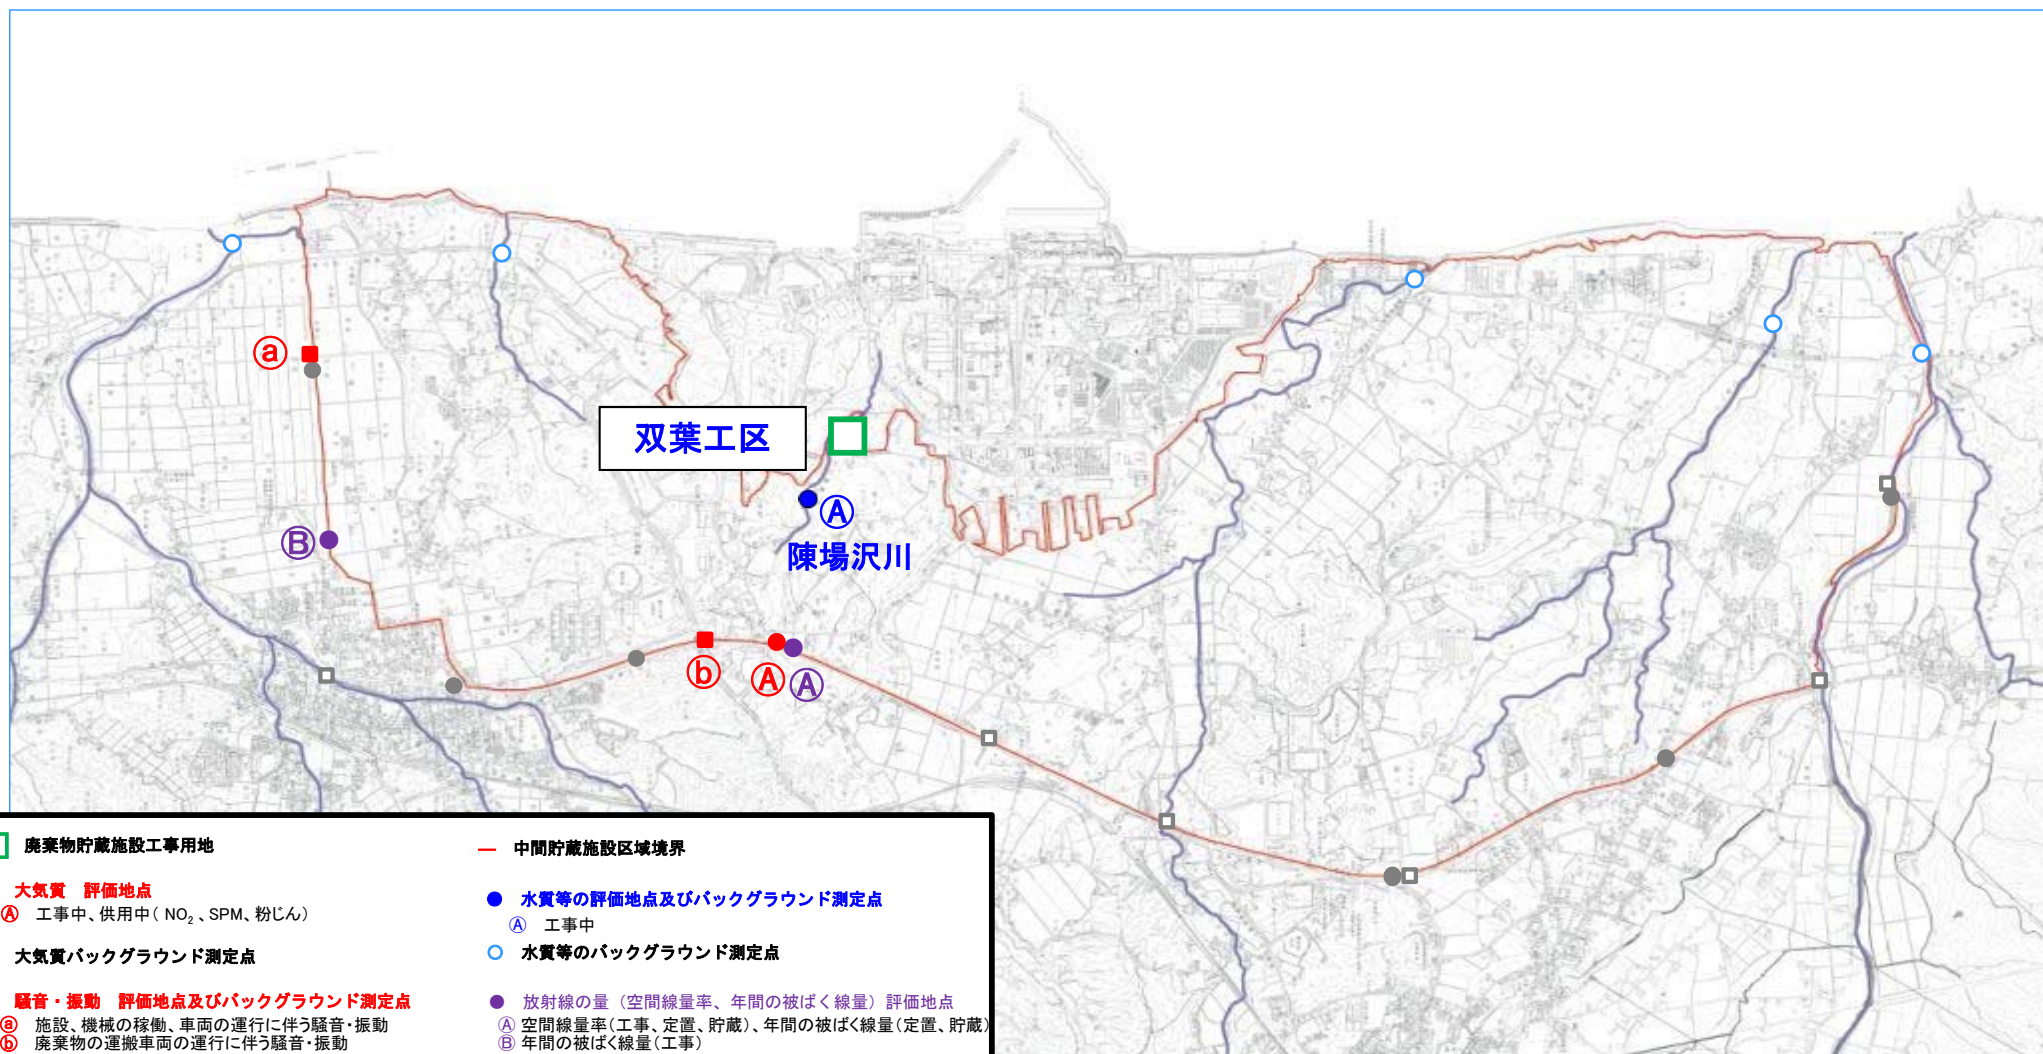 ⓐ
双葉工区
Ⓐ
Ⓑ
陳場沢川
ⓑ
Ⓐ
Ⓐ
廃棄物貯蔵施設工事用地
中間貯蔵施設区域境界
大気質 評価地点
Ⓐ 工事中、供用中( NO₂ 、SPM、粉じん)
水質等の評価地点及びバックグラウンド測定点
Ⓐ 工事中
大気質バックグラウンド測定点
水質等のバックグラウンド測定点
騒音・振動 評価地点及びバックグラウンド測定点
ⓐ 施設、機械の稼働、車両の運行に伴う騒音・振動
ⓑ 廃棄物の運搬車両の運行に伴う騒音・振動
放射線の量（空間線量率、年間の被ばく線量）評価地点
Ⓐ 空間線量率(工事、定置、貯蔵)、年間の被ばく線量(定置、貯蔵)
Ⓑ 年間の被ばく線量(工事)